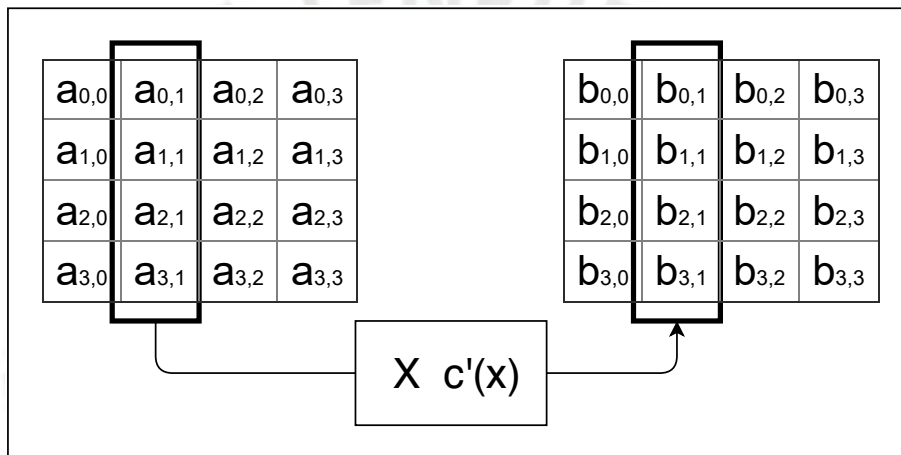 a0,0 a0,1 a0,2 a0,3 b0,0 b0,1 b0,2 b0,3
a1,0 a1,1 a1,2 a1,3 b1,0 b1,1 b1,2 b1,3
a2,0 a2,1 a2,2 a2,3 b2,0 b2,1 b2,2 b2,3
a3,0 a3,1 a3,2 a3,3 b3,0 b3,1 b3,2 b3,3
X c'(x)